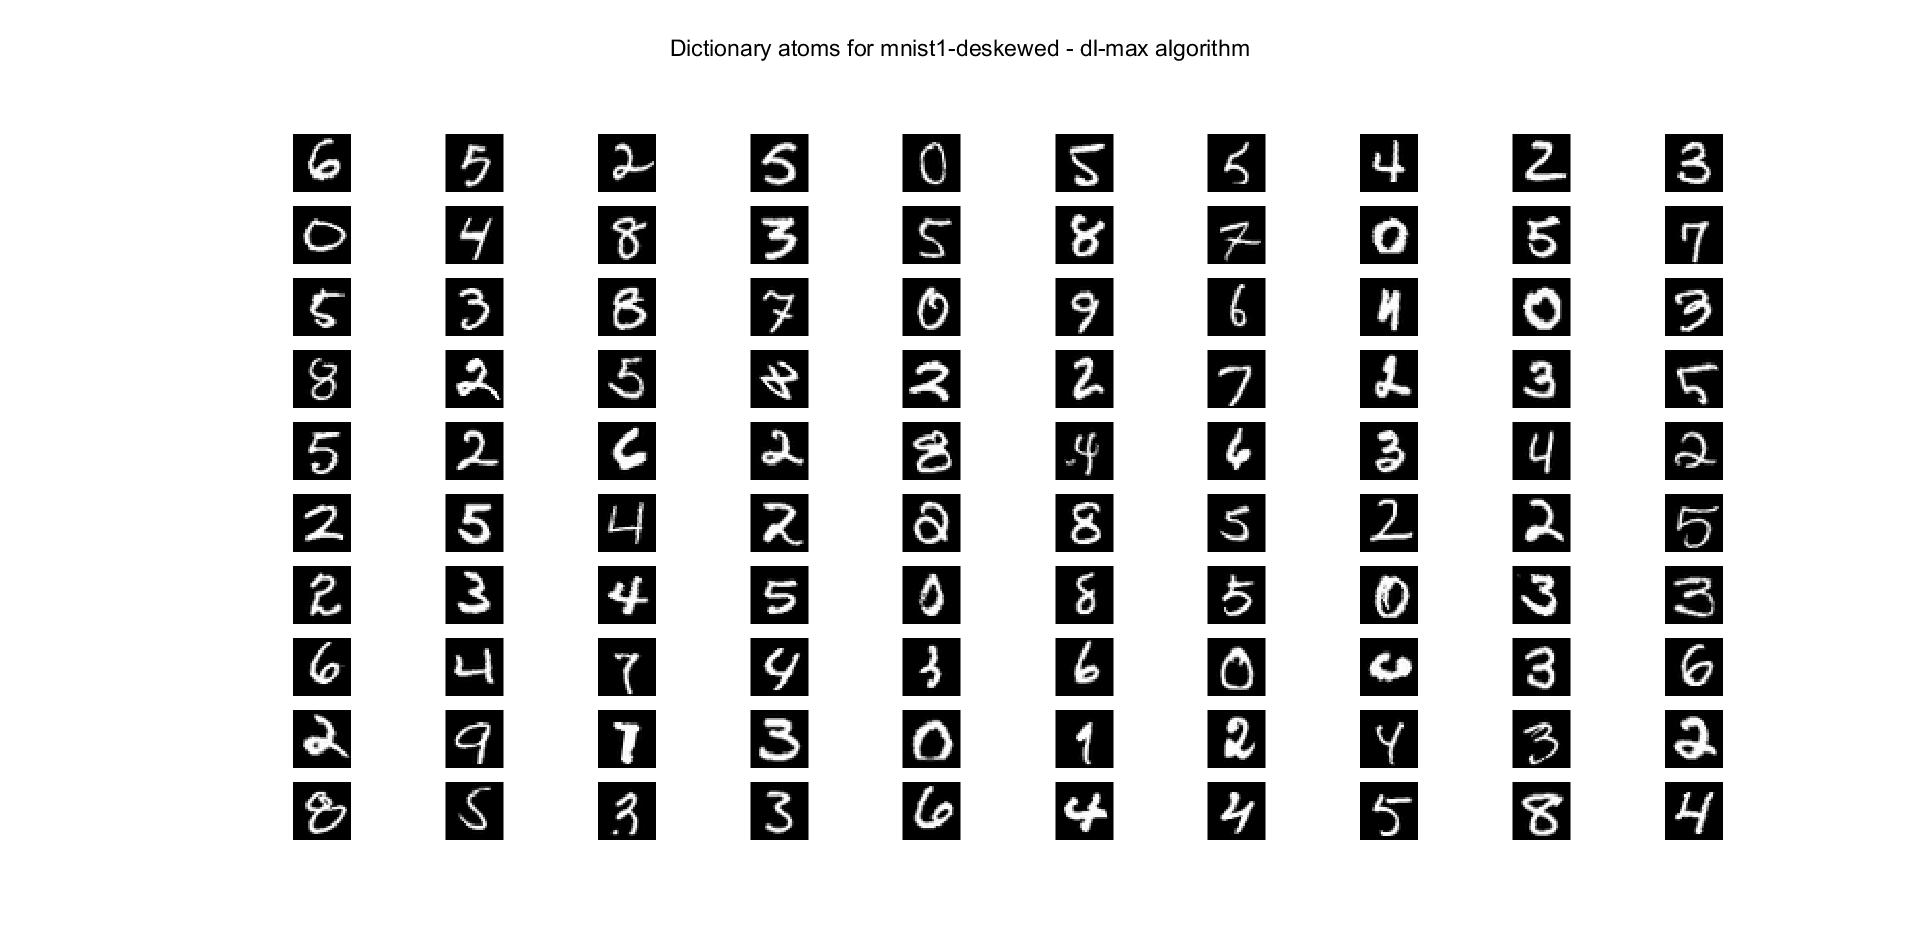 Dictionary atoms for mnist1-deskewed - dl-max algorithm
6 5 2 5 0 5 5 4 2 3
0 4 8 3 5 8 7 0 5 7
5 3 8 7 0 9 6 4 0 3
8 2 5 8 2 2 7 2 3 5
5 2 6 2 8 4 6 3 4 2
2 5 4 2 2 8 5 2 2 5
2 3 4 5 0 8 5 0 3 3
6 4 7 4 3 6 0 3 6
2 9 7 3 0 1 2 4 3 2
8 5 3 3 6 4 4 5 8 4